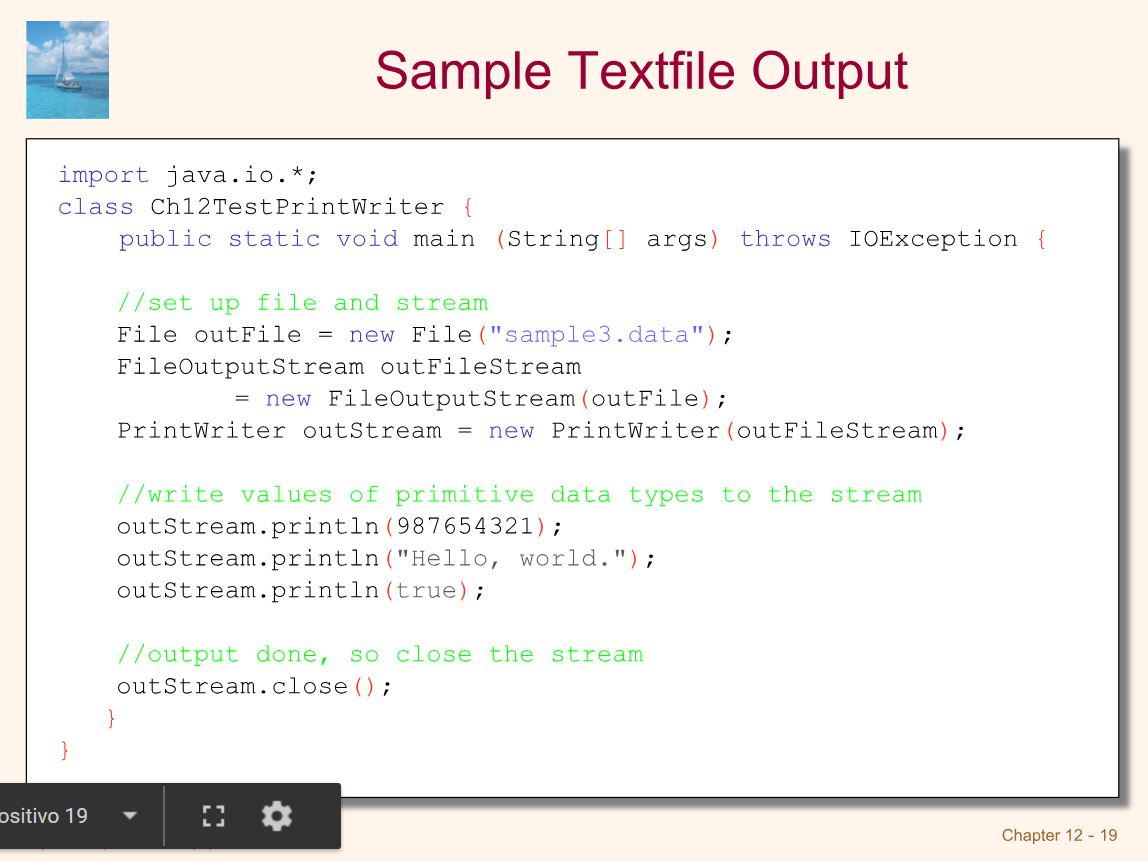 Sample Textfile Output
import java.io.*;
class Ch12TestPrintWriter {
public static void main (String[] args) throws IOException {
//set up file and stream
File outFile = new File("sample3.data");
FileOutputStream outFileStream
= new FileOutputStream(outFile);
PrintWriter outStream = new PrintWriter(outFileStream);
//write values of primitive data types to the stream
outStream.println(987654321);
outStream.println("Hello, world.");
outStream.println(true);
//output done, so close the stream
outStream.close();
}
}
ositivo 19
Chapter 12 - 19